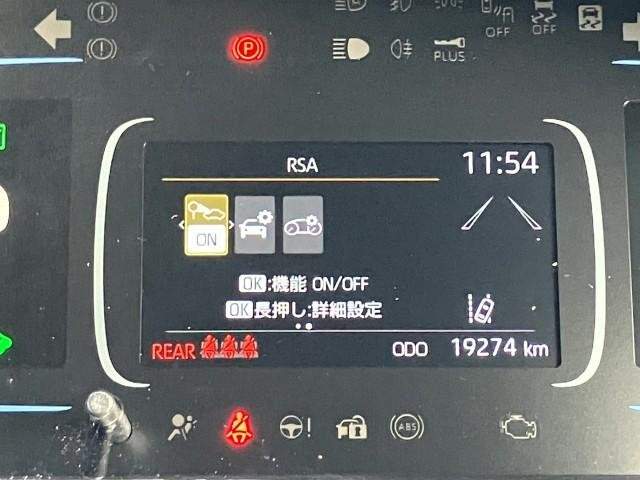 OFF
OFF
P
PLUS
RSA
11:54
ON
OK:機能 ON/OFF
OK長押し:詳細設定
REAR
ODO 19274 km
ABS